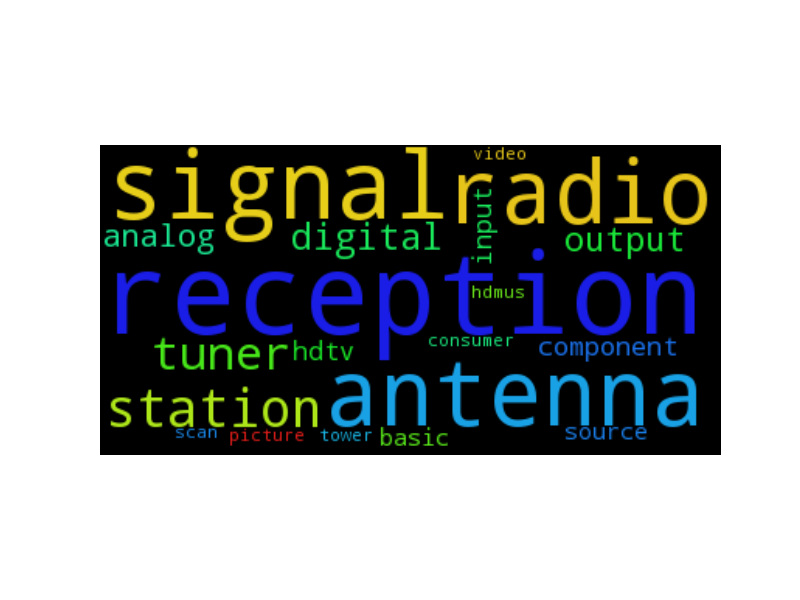 video
signal radio
input
analog digital output
reception
hdmus
consumer
tuner hdtv component
station antenna
scan picture tower basic source